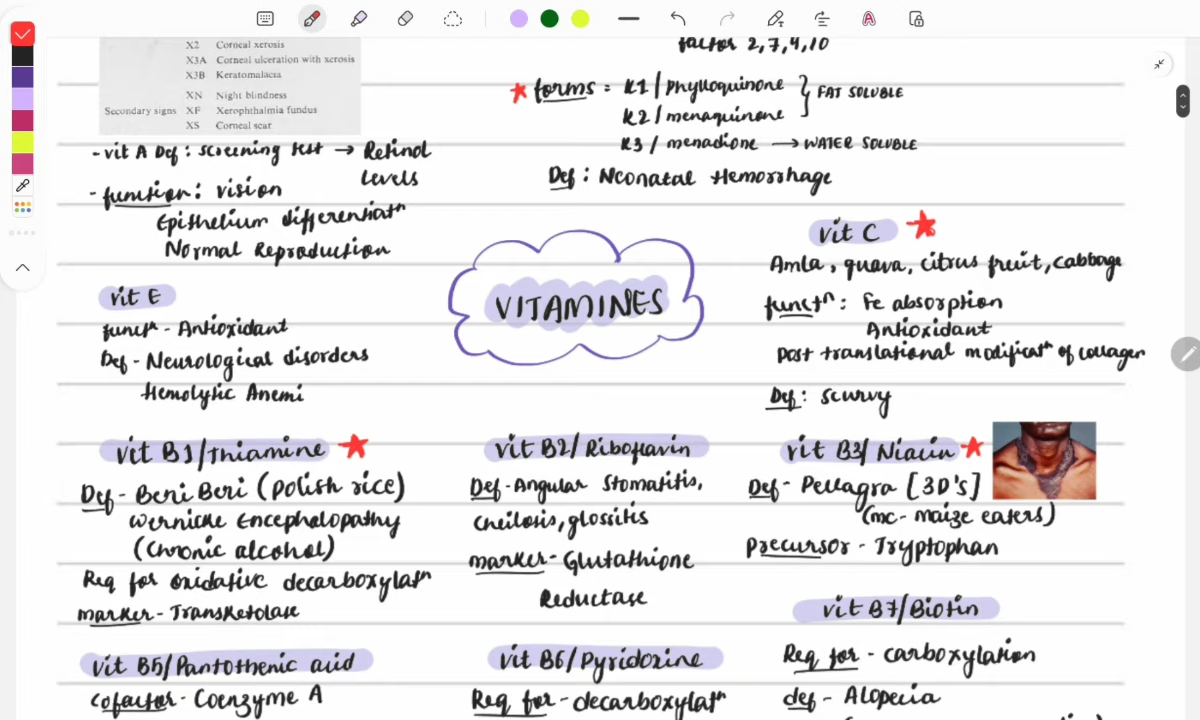 X2 Corneal xerosis
X3A Corneal ulceration with xerosis
X3B Keratomalacia
XN Night blindness
Secondary signs XF Xerophthalmia fundus
XS Corneal scar
- vit A Def : screening test → Retinol
levels
- function : vision
Epithelium differentiatⁿ
Normal Reproduction
factor 2,7,9,10
★ forms = K1 / phylloquinone } FAT SOLUBLE
K2 / menaquinone
K3 / menadione → WATER SOLUBLE
Def : Neonatal Hemorrhage
VITAMINES
vit C ★
Amla, guava, citrus fruit, cabbage
functⁿ : Fe absorption
Antioxidant
Post translational modificatⁿ of collagen
Def : scurvy
vit E
functⁿ - Antioxidant
Def - Neurological disorders
Hemolytic Anemi
vit B1/Thiamine ★
Def - Beri Beri (polish rice)
Wernicke Encephalopathy
(chronic alcohol)
Req for oxidative decarboxylatⁿ
marker - Transketolase
vit B2/Riboflavin
Def - Angular Stomatitis,
cheilosis, glossitis
marker - Glutathione
Reductase
vit B3/Niacin ★
Def - Pellagra [3D's]
(mc - maize eaters)
Precursor - Tryptophan
vit B5/Pantothenic acid
cofactor - Coenzyme A
vit B6/Pyridoxine
Req for - decarboxylatⁿ
vit B7/Biotin
Req for - carboxylation
def - Alopecia